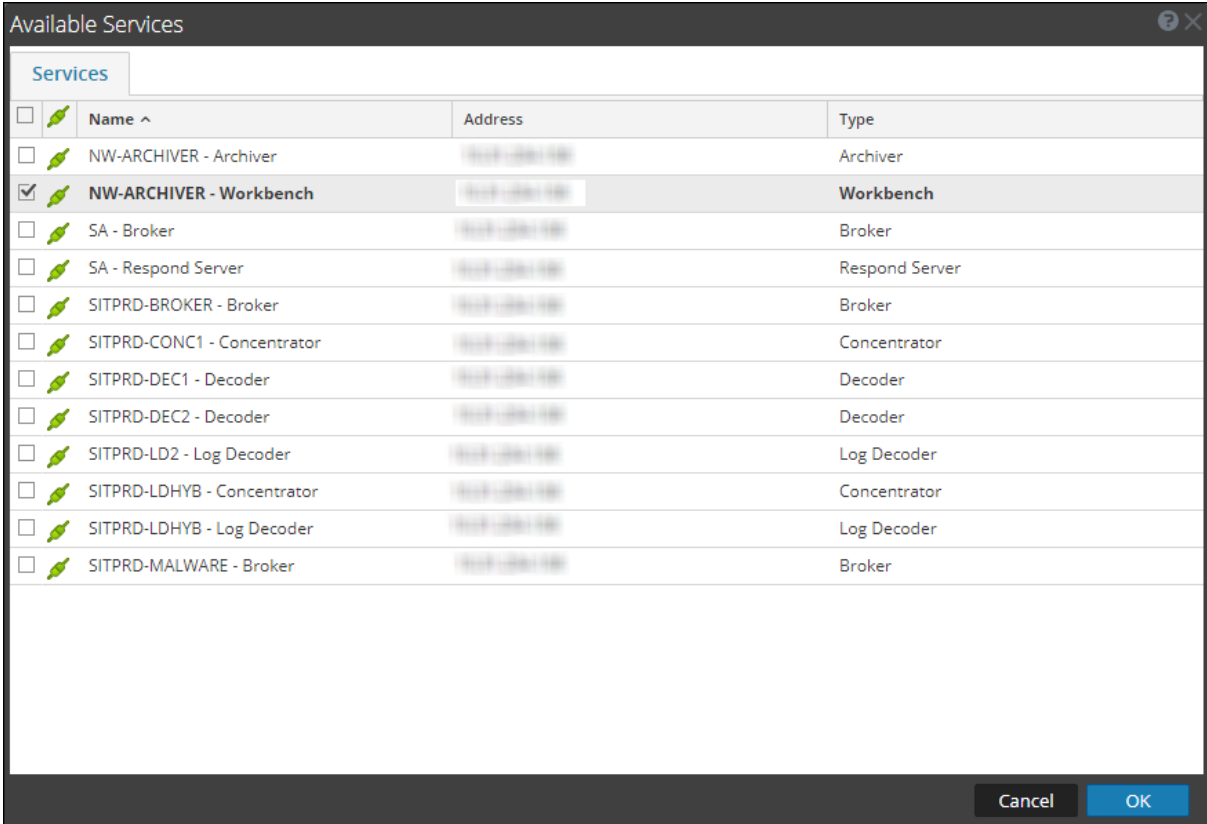 Available Services
Services
Name Address Type
NW-ARCHIVER - Archiver Archiver
NW-ARCHIVER - Workbench Workbench
SA - Broker Broker
SA - Respond Server Respond Server
SITPRD-BROKER - Broker Broker
SITPRD-CONC1 - Concentrator Concentrator
SITPRD-DEC1 - Decoder Decoder
SITPRD-DEC2 - Decoder Decoder
SITPRD-LD2 - Log Decoder Log Decoder
SITPRD-LDHYB - Concentrator Concentrator
SITPRD-LDHYB - Log Decoder Log Decoder
SITPRD-MALWARE - Broker Broker
Cancel OK